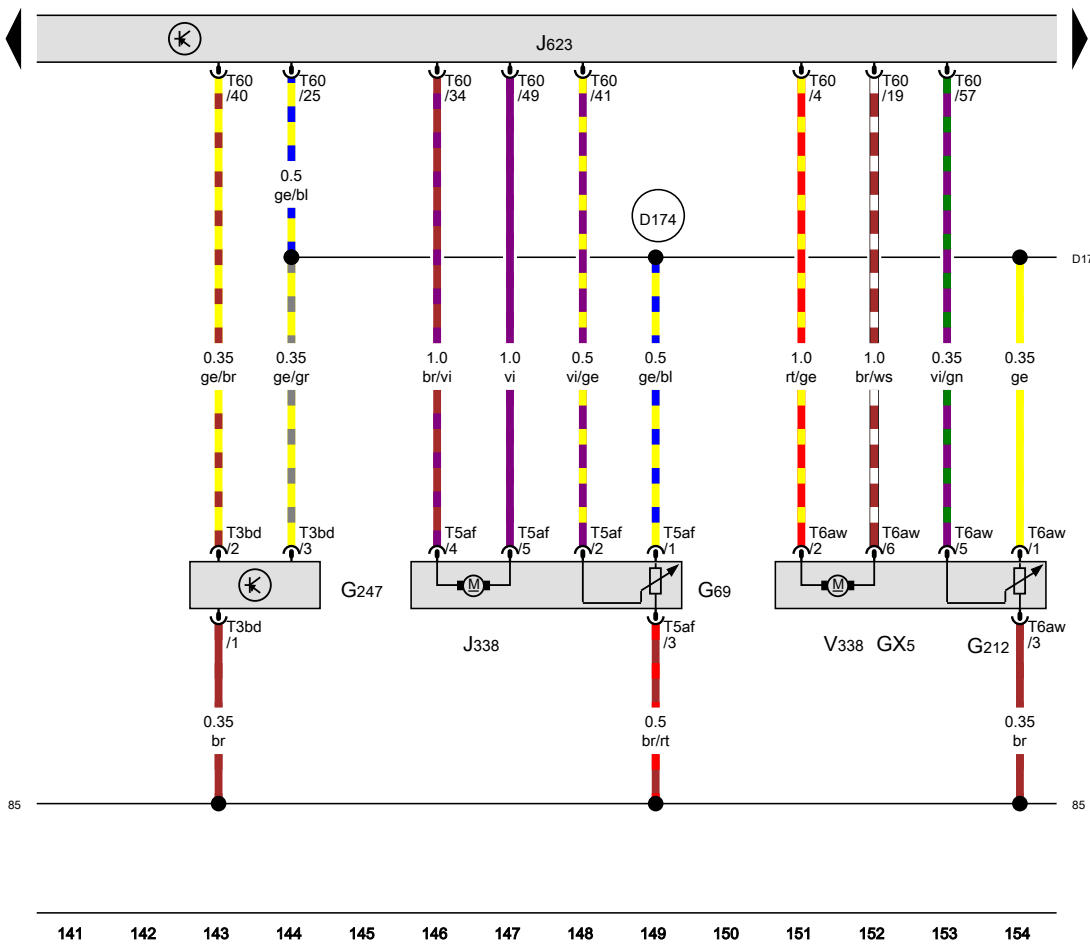 J623
T60
/40
T60
/25
T60
/34
T60
/49
T60
/41
T60
/4
T60
/19
T60
/57
0.5
ge/bl
D174
D17
0.35
ge/br
0.35
ge/gr
1.0
br/vi
1.0
vi
0.5
vi/ge
0.5
ge/bl
1.0
rt/ge
1.0
br/ws
0.35
vi/gn
0.35
ge
T3bd
/2
T3bd
/3
T5af
/4
T5af
/5
T5af
/2
T5af
/1
T6aw
/2
T6aw
/6
T6aw
/5
T6aw
/1
M
M
G247
G69
T3bd
/1
J338
T5af
/3
V338 GX5
G212
T6aw
/3
0.35
br
0.5
br/rt
0.35
br
85
85
141 142 143 144 145 146 147 148 149 150 151 152 153 154